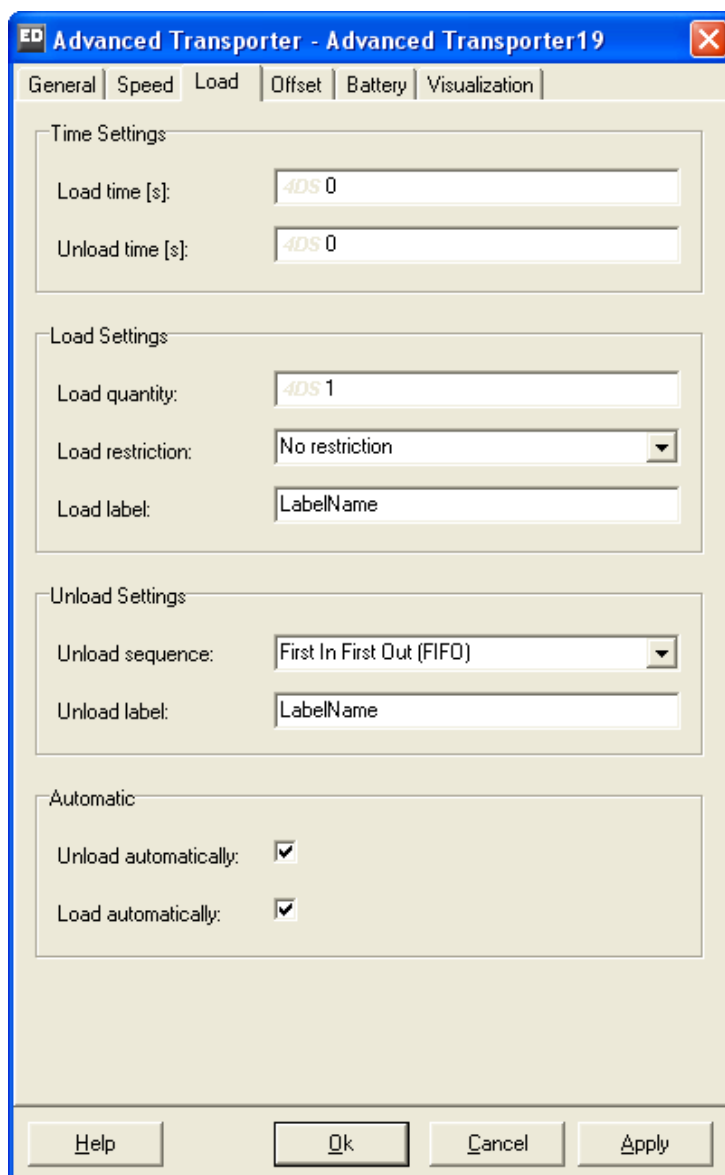 ED Advanced Transporter - Advanced Transporter19
General Speed Load Offset Battery Visualization
Time Settings
Load time [s]: 4DS 0
Unload time [s]: 4DS 0
Load Settings
Load quantity: 4DS 1
Load restriction: No restriction
Load label: LabelName
Unload Settings
Unload sequence: First In First Out (FIFO)
Unload label: LabelName
Automatic
Unload automatically:
Load automatically:
Help Ok Cancel Apply